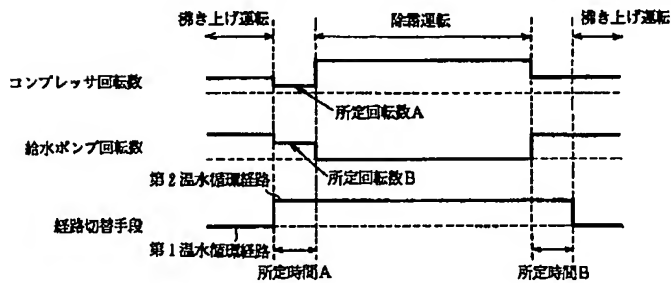 沸き上げ運転
除霜運転
沸き上げ運転
コンプレッサ回転数
所定回転数A
給水ポンプ回転数
第2温水循環経路
所定回転数B
経路切替手段
第1温水循環経路
所定時間A
所定時間B